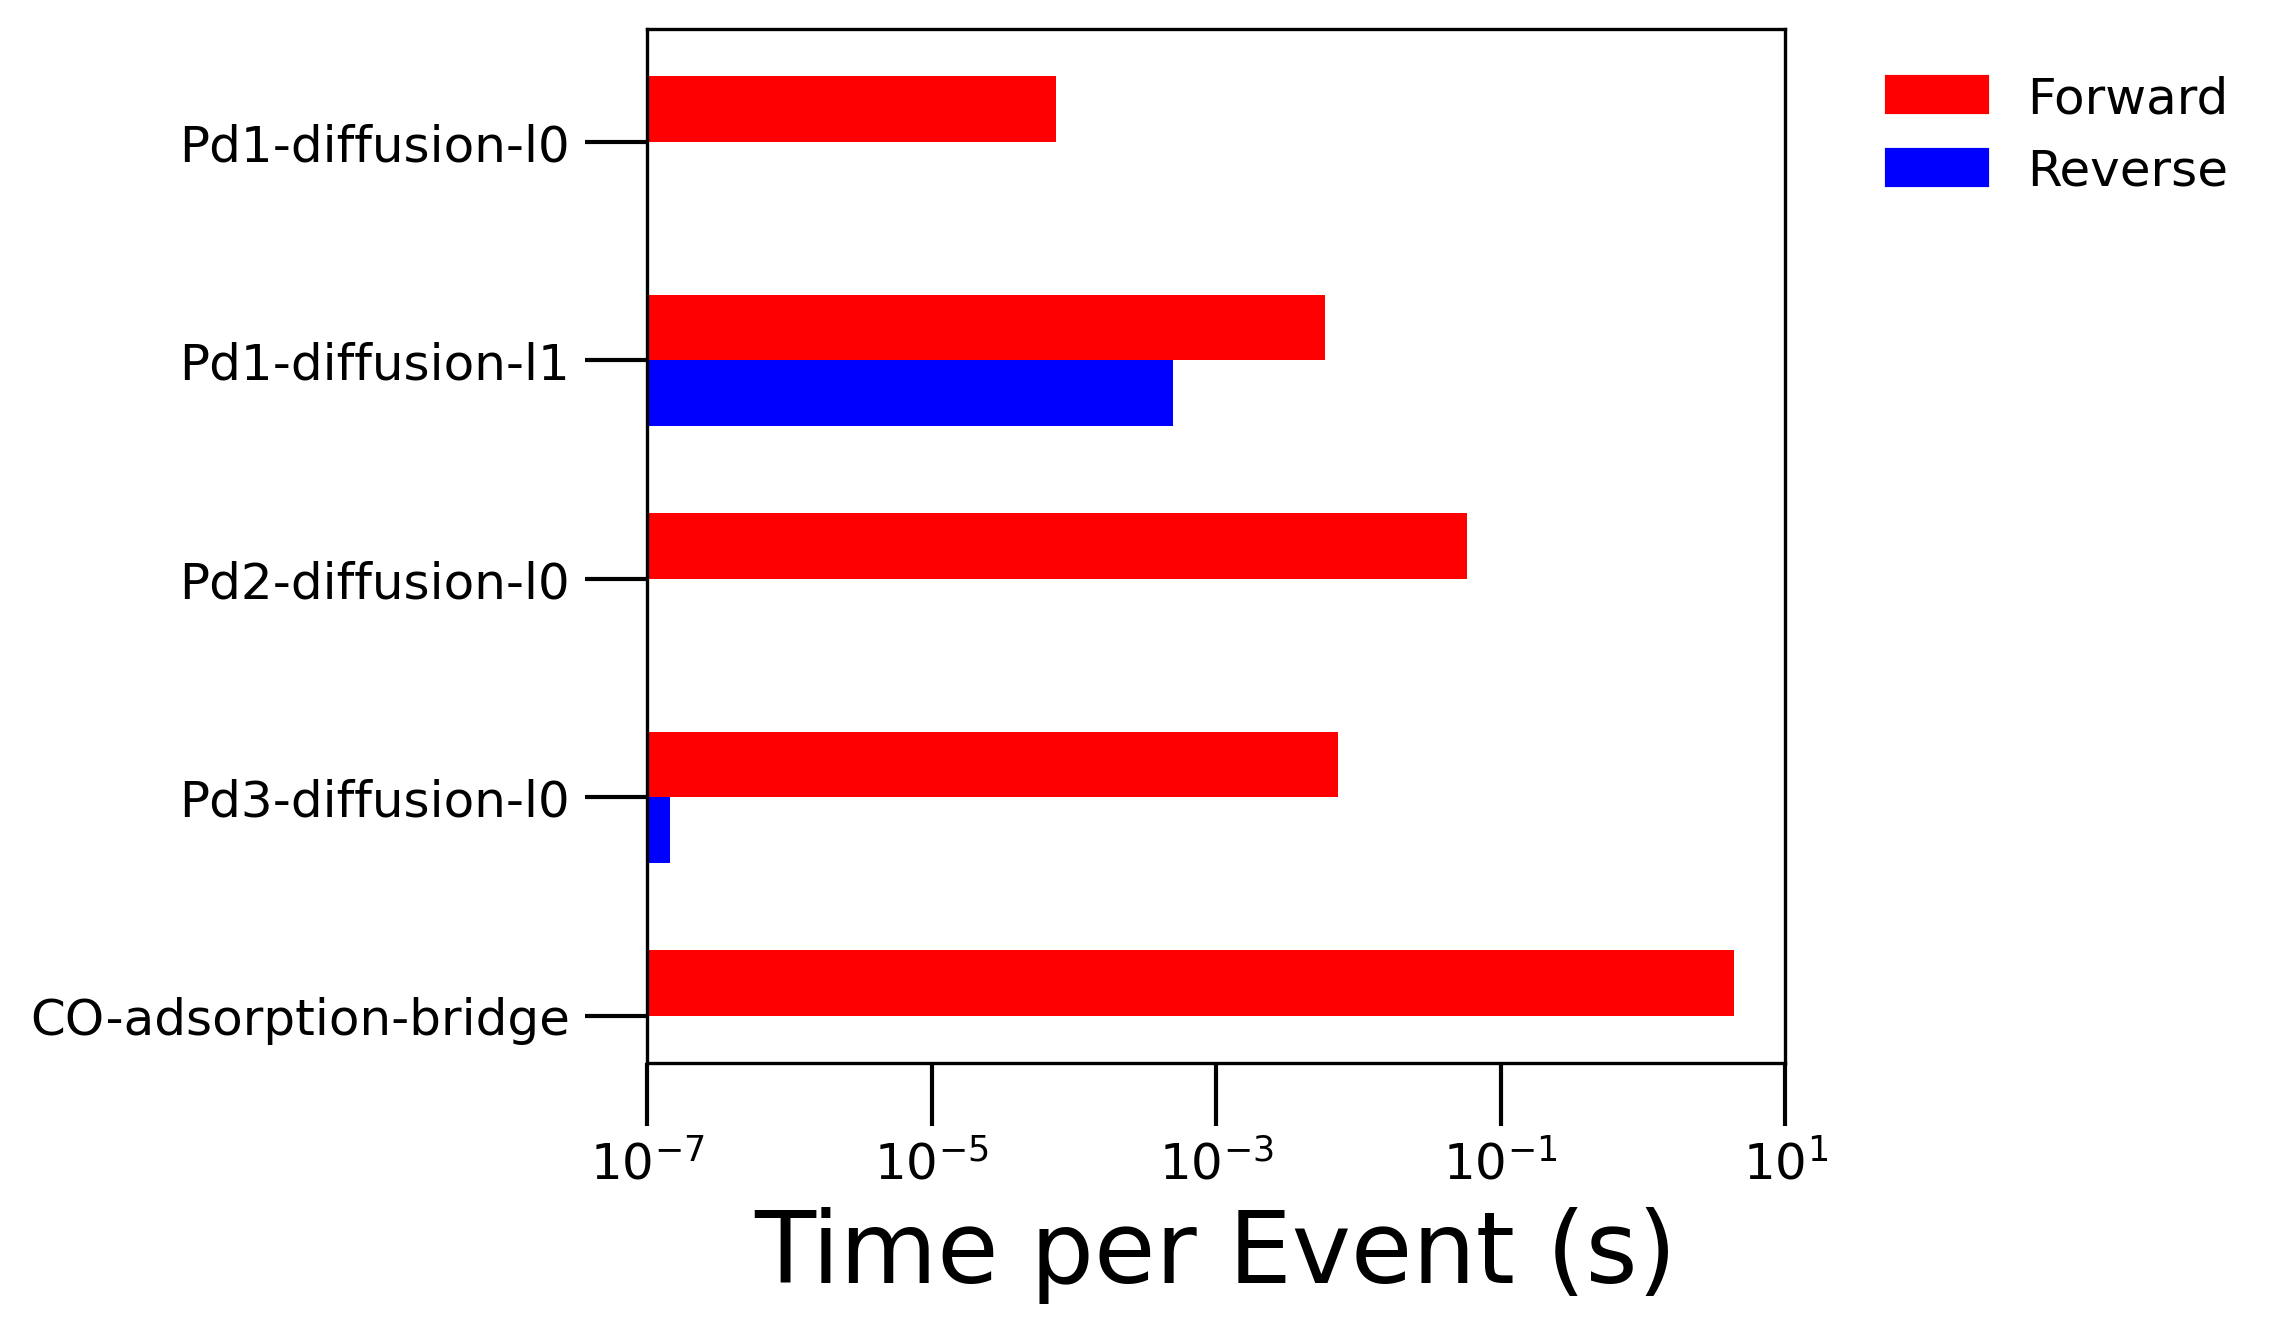 Forward
Reverse
Pd1-diffusion-l0
Pd1-diffusion-l1
Pd2-diffusion-l0
Pd3-diffusion-l0
CO-adsorption-bridge
10⁻⁷ 10⁻⁵ 10⁻³ 10⁻¹ 10¹
Time per Event (s)